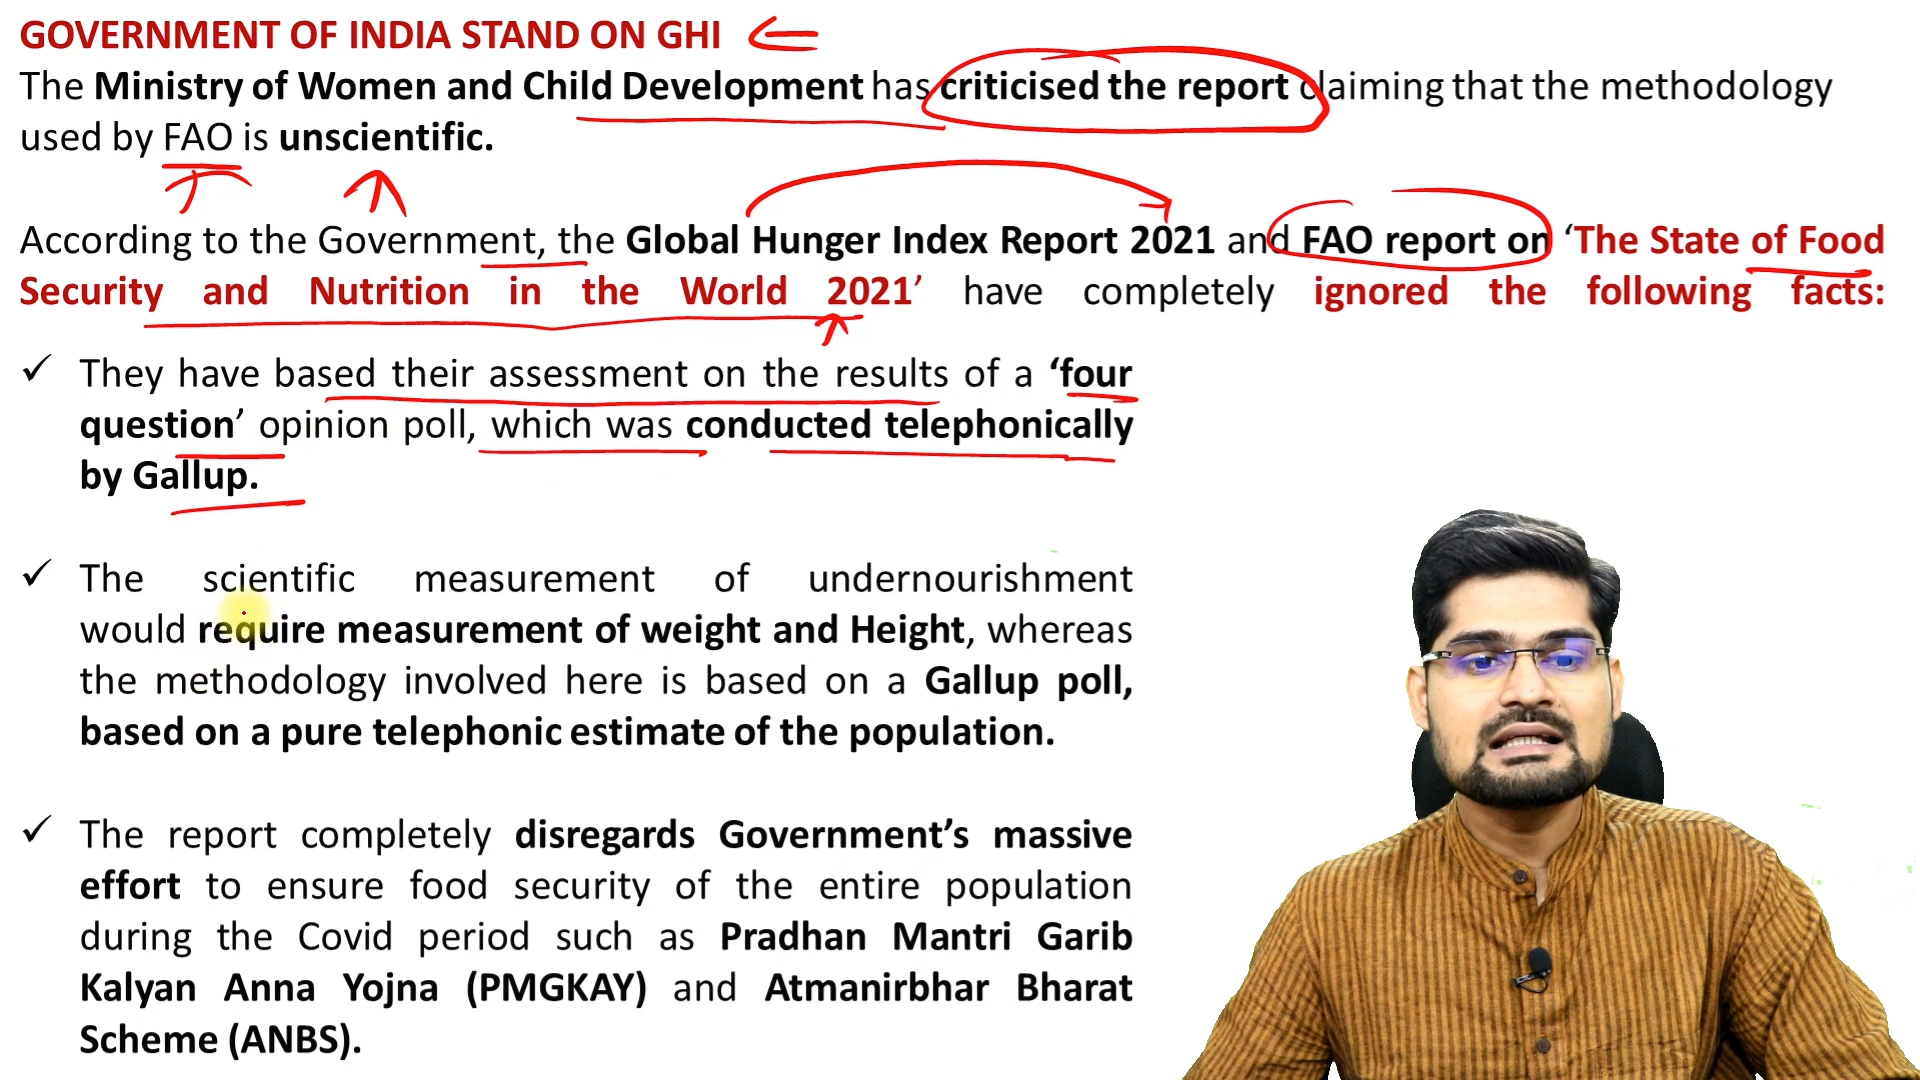 GOVERNMENT OF INDIA STAND ON GHI
The Ministry of Women and Child Development has criticised the report claiming that the methodology
used by FAO is unscientific.
According to the Government, the Global Hunger Index Report 2021 and FAO report on ‘The State of Food
Security and Nutrition in the World 2021’ have completely ignored the following facts:
✓ They have based their assessment on the results of a ‘four
question’ opinion poll, which was conducted telephonically
by Gallup.
✓ The scientific measurement of undernourishment
would require measurement of weight and Height, whereas
the methodology involved here is based on a Gallup poll,
based on a pure telephonic estimate of the population.
✓ The report completely disregards Government’s massive
effort to ensure food security of the entire population
during the Covid period such as Pradhan Mantri Garib
Kalyan Anna Yojna (PMGKAY) and Atmanirbhar Bharat
Scheme (ANBS).